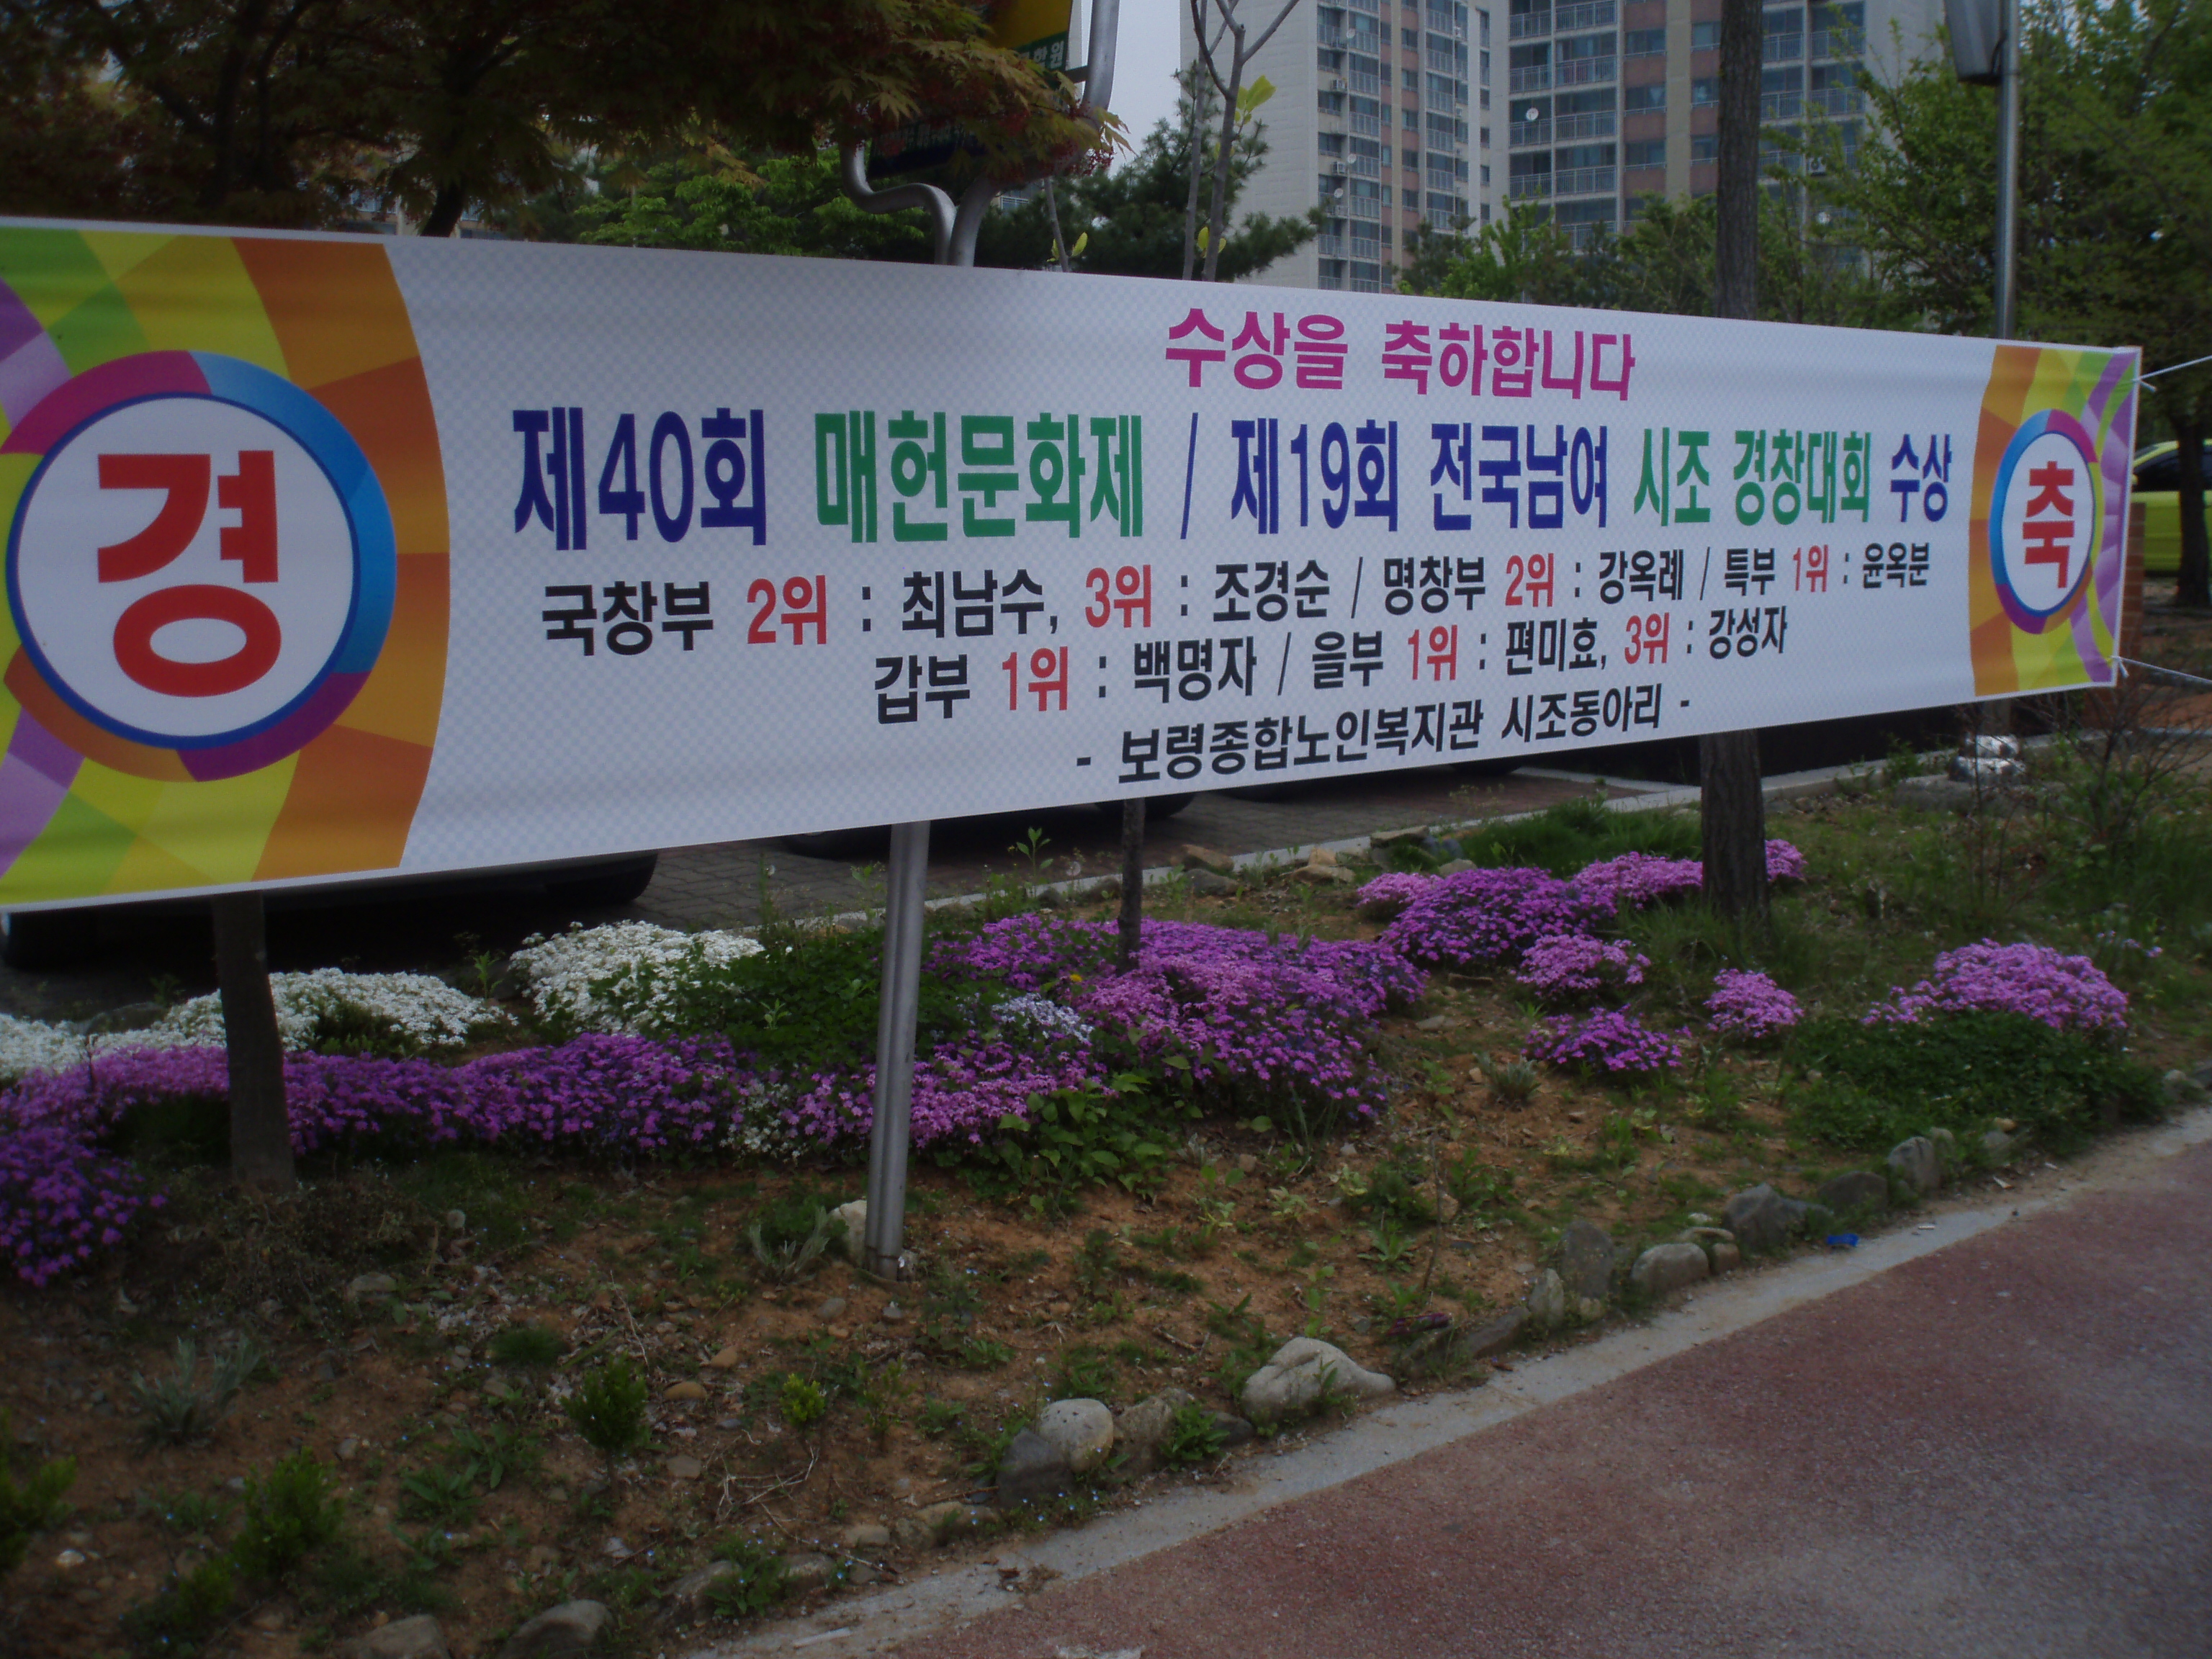 경
수상을 축하합니다
제40회 매헌문화제 / 제19회 전국남여 시조 경창대회 수상
국창부 2위 : 최남수, 3위 : 조경순 / 명창부 2위 : 강옥례 / 특부 1위 : 윤옥분
갑부 1위 : 백명자 / 을부 1위 : 편미효, 3위 : 강성자
- 보령종합노인복지관 시조동아리 -
축